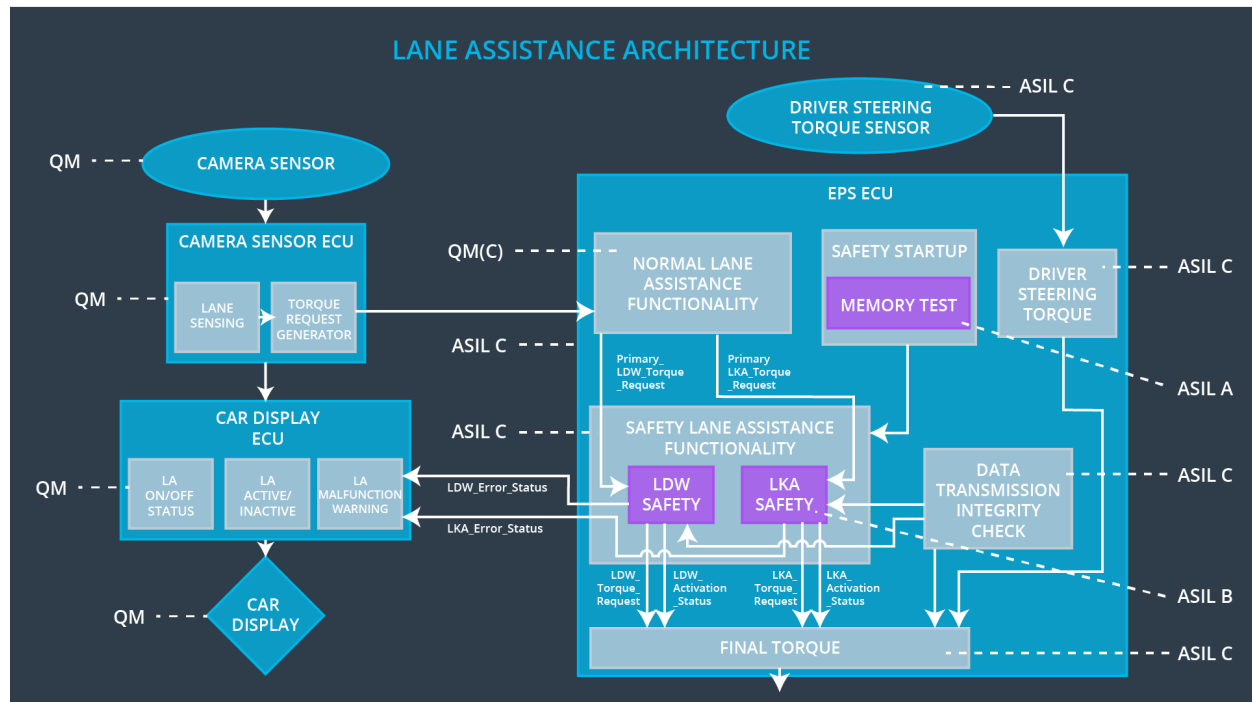 LANE ASSISTANCE ARCHITECTURE
ASIL C
DRIVER STEERING
TORQUE SENSOR
QM
CAMERA SENSOR
EPS ECU
CAMERA SENSOR ECU
QM(C)
NORMAL LANE
ASSISTANCE
FUNCTIONALITY
SAFETY STARTUP
MEMORY TEST
DRIVER
STEERING
TORQUE
ASIL C
QM
LANE
SENSING
TORQUE
REQUEST
GENERATOR
ASIL C
Primary_
LDW_Torque
_Request
Primary
LKA_Torque
_Request
ASIL A
CAR DISPLAY
ECU
ASIL C
SAFETY LANE ASSISTANCE
FUNCTIONALITY
QM
LA
ON/OFF
STATUS
LA
ACTIVE/
INACTIVE
LA
MALFUNCTION
WARNING
LDW_Error_Status
LKA_Error_Status
LDW
SAFETY
LKA
SAFETY
DATA
TRANSMISSION
INTEGRITY
CHECK
ASIL C
LDW_
Torque_
Request
LDW_
Activation
_Status
LKA_
Torque_
Request
LKA_
Activation
_Status
ASIL B
QM
CAR
DISPLAY
FINAL TORQUE
ASIL C